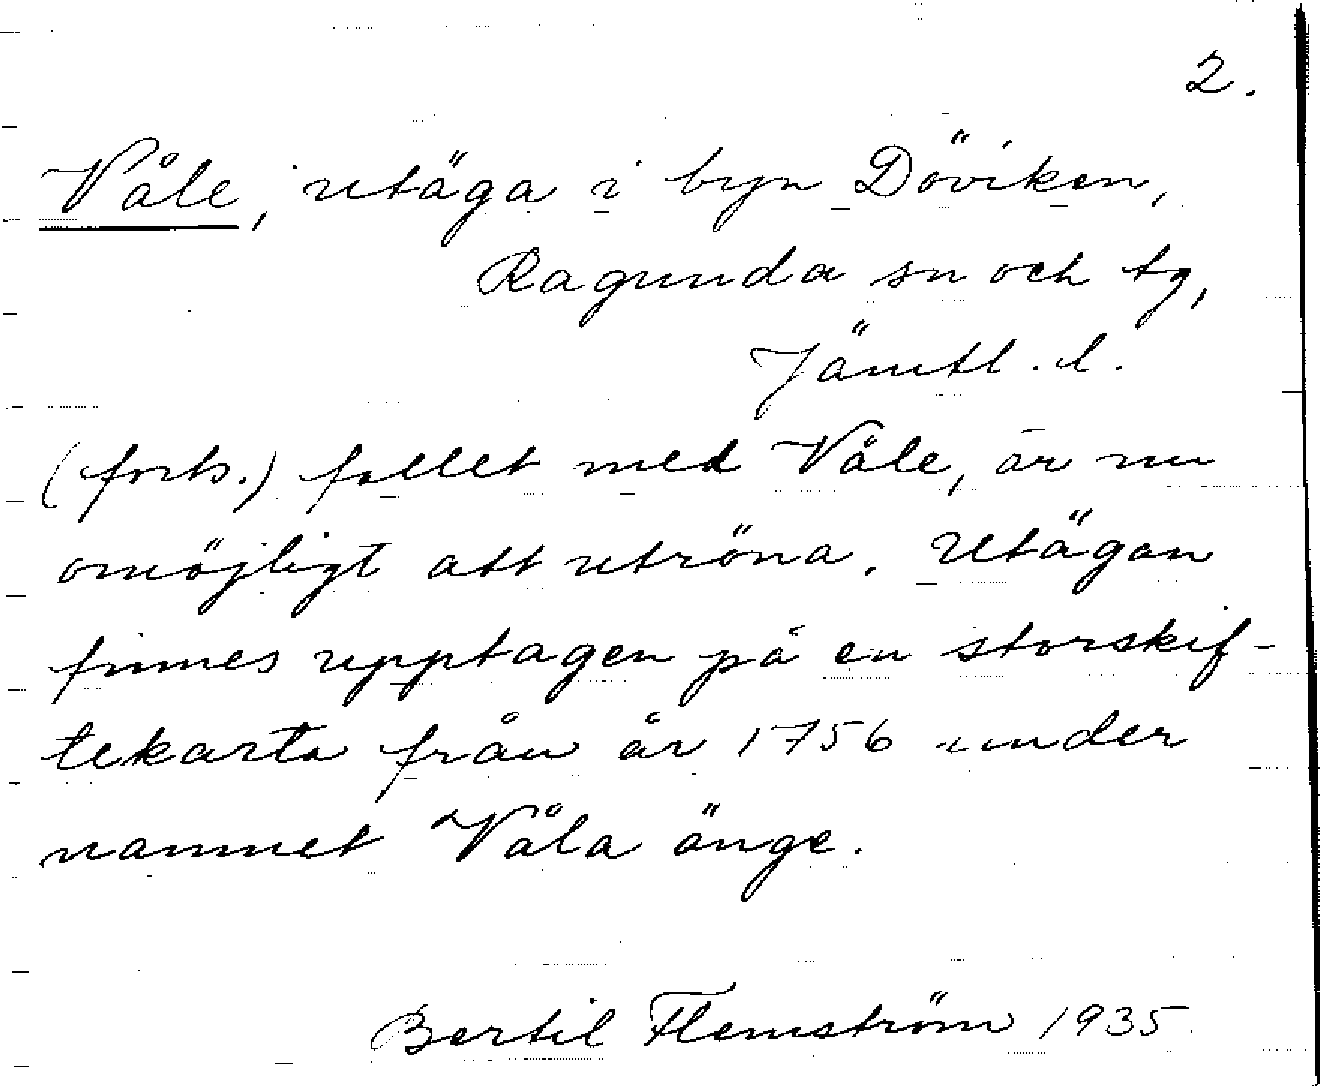 2.
Våle, utäga i byn Döviken,
Ragunda sn och tg,
Jämtl. l.
(forts.) fallet med Våle, är nu
omöjligt att utröna. Utägan
finnes upptagen på en storskif-
tekarta från år 1756 under
namnet Våla änge.
Bertil Flemström 1935.